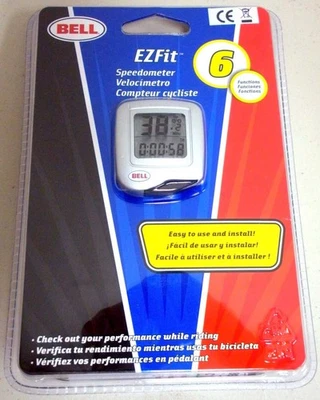 BELL
CE
EZFit™
6
Speedometer
Velocímetro
Compteur cycliste
Functions
Funciones
Fonctions
38
0:00:58
BELL
Easy to use and install!
¡Fácil de usar y instalar!
Facile à utiliser et à installer !
• Check out your performance while riding
• Verifica tu rendimiento mientras usas tu bicicleta
• Vérifiez vos performances en pédalant